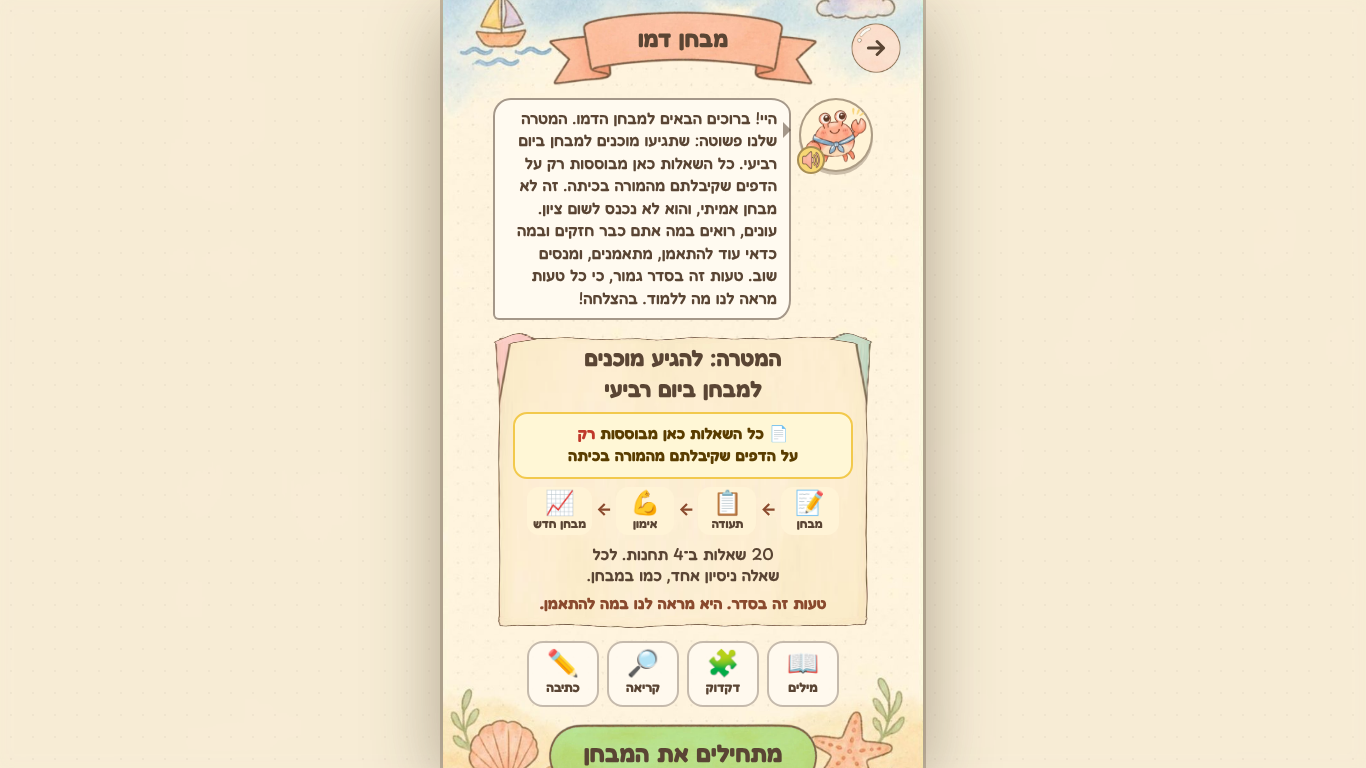 מבחן דמו
היי! ברוכים הבאים למבחן הדמו. המטרה
שלנו פשוטה: שתגיעו מוכנים למבחן ביום
רביעי. כל השאלות כאן מבוססות רק על
הדפים שקיבלתם מהמורה בכיתה. זה לא
מבחן אמיתי, והוא לא נכנס לשום ציון.
עונים, רואים במה אתם כבר חזקים ובמה
כדאי עוד להתאמן, מתאמנים, ומנסים
שוב. טעות זה בסדר גמור, כי כל טעות
מראה לנו מה ללמוד. בהצלחה!
המטרה: להגיע מוכנים
למבחן ביום רביעי
כל השאלות כאן מבוססות רק
על הדפים שקיבלתם מהמורה בכיתה
מבחן ← תעודה ← אימון ← מבחן חדש
20 שאלות ב־4 תחנות. לכל
שאלה ניסיון אחד, כמו במבחן.
טעות זה בסדר. היא מראה לנו במה להתאמן.
מילים דקדוק קריאה כתיבה
מתחילים את המבחן